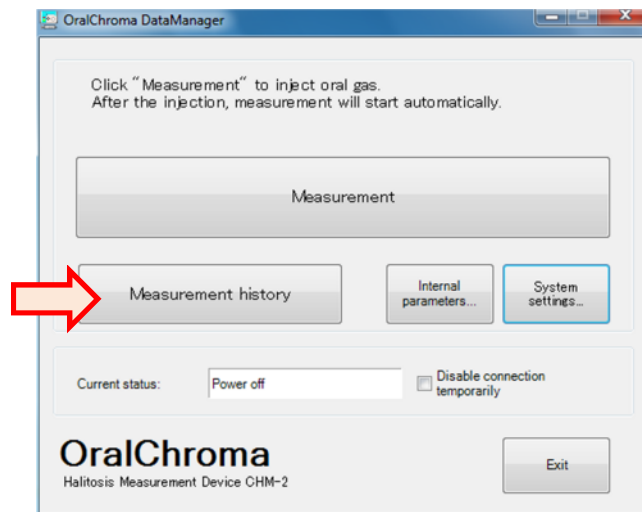 OralChroma DataManager
Click "Measurement" to inject oral gas.
After the injection, measurement will start automatically.
Measurement
Measurement history
Internal
parameters...
System
settings...
Current status:
Power off
Disable connection
temporarily
OralChroma
Halitosis Measurement Device CHM-2
Exit